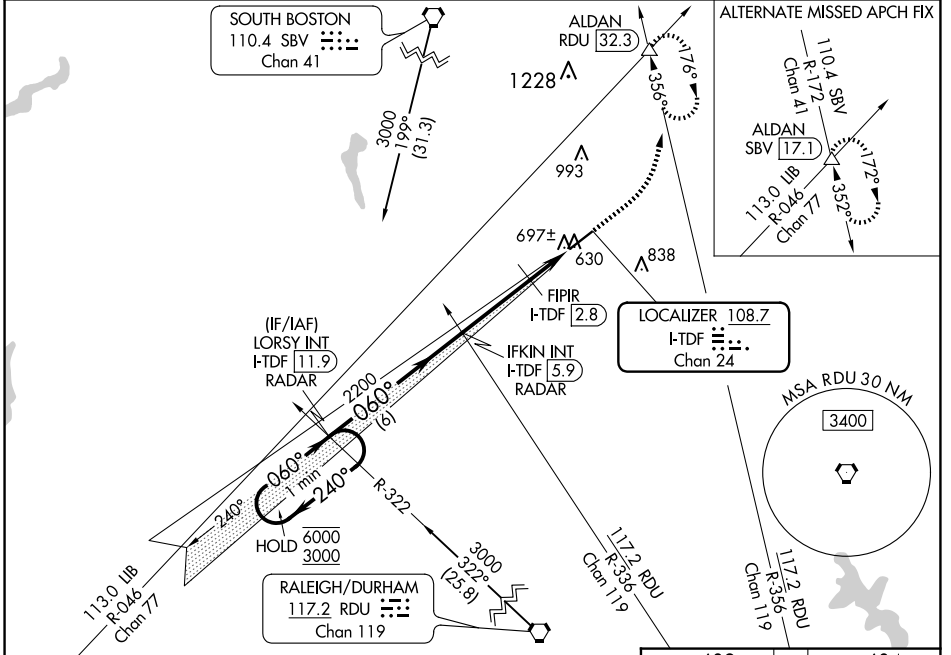 SOUTH BOSTON
110.4 SBV
Chan 41
3000
199°
(31.3)
ALDAN
RDU 32.3
1228
176°
356°
993
697±
630
838
ALTERNATE MISSED APCH FIX
110.4 SBV
R-172
Chan 41
ALDAN
SBV 17.1
172°
352°
113.0 LIB
R-046
Chan 77
FIPIR
I-TDF 2.8
LOCALIZER 108.7
I-TDF
Chan 24
(IF/IAF)
LORSY INT
I-TDF 11.9
RADAR
IFKIN INT
I-TDF 5.9
RADAR
2200
060°
(6)
MSA RDU 30 NM
3400
060°
1 min
240°
240°
R-322
HOLD 6000
3000
3000
322°
(25.8)
113.0 LIB
R-046
Chan 77
RALEIGH/DURHAM
117.2 RDU
Chan 119
117.2 RDU
R-336
Chan 119
117.2 RDU
R-356
Chan 119